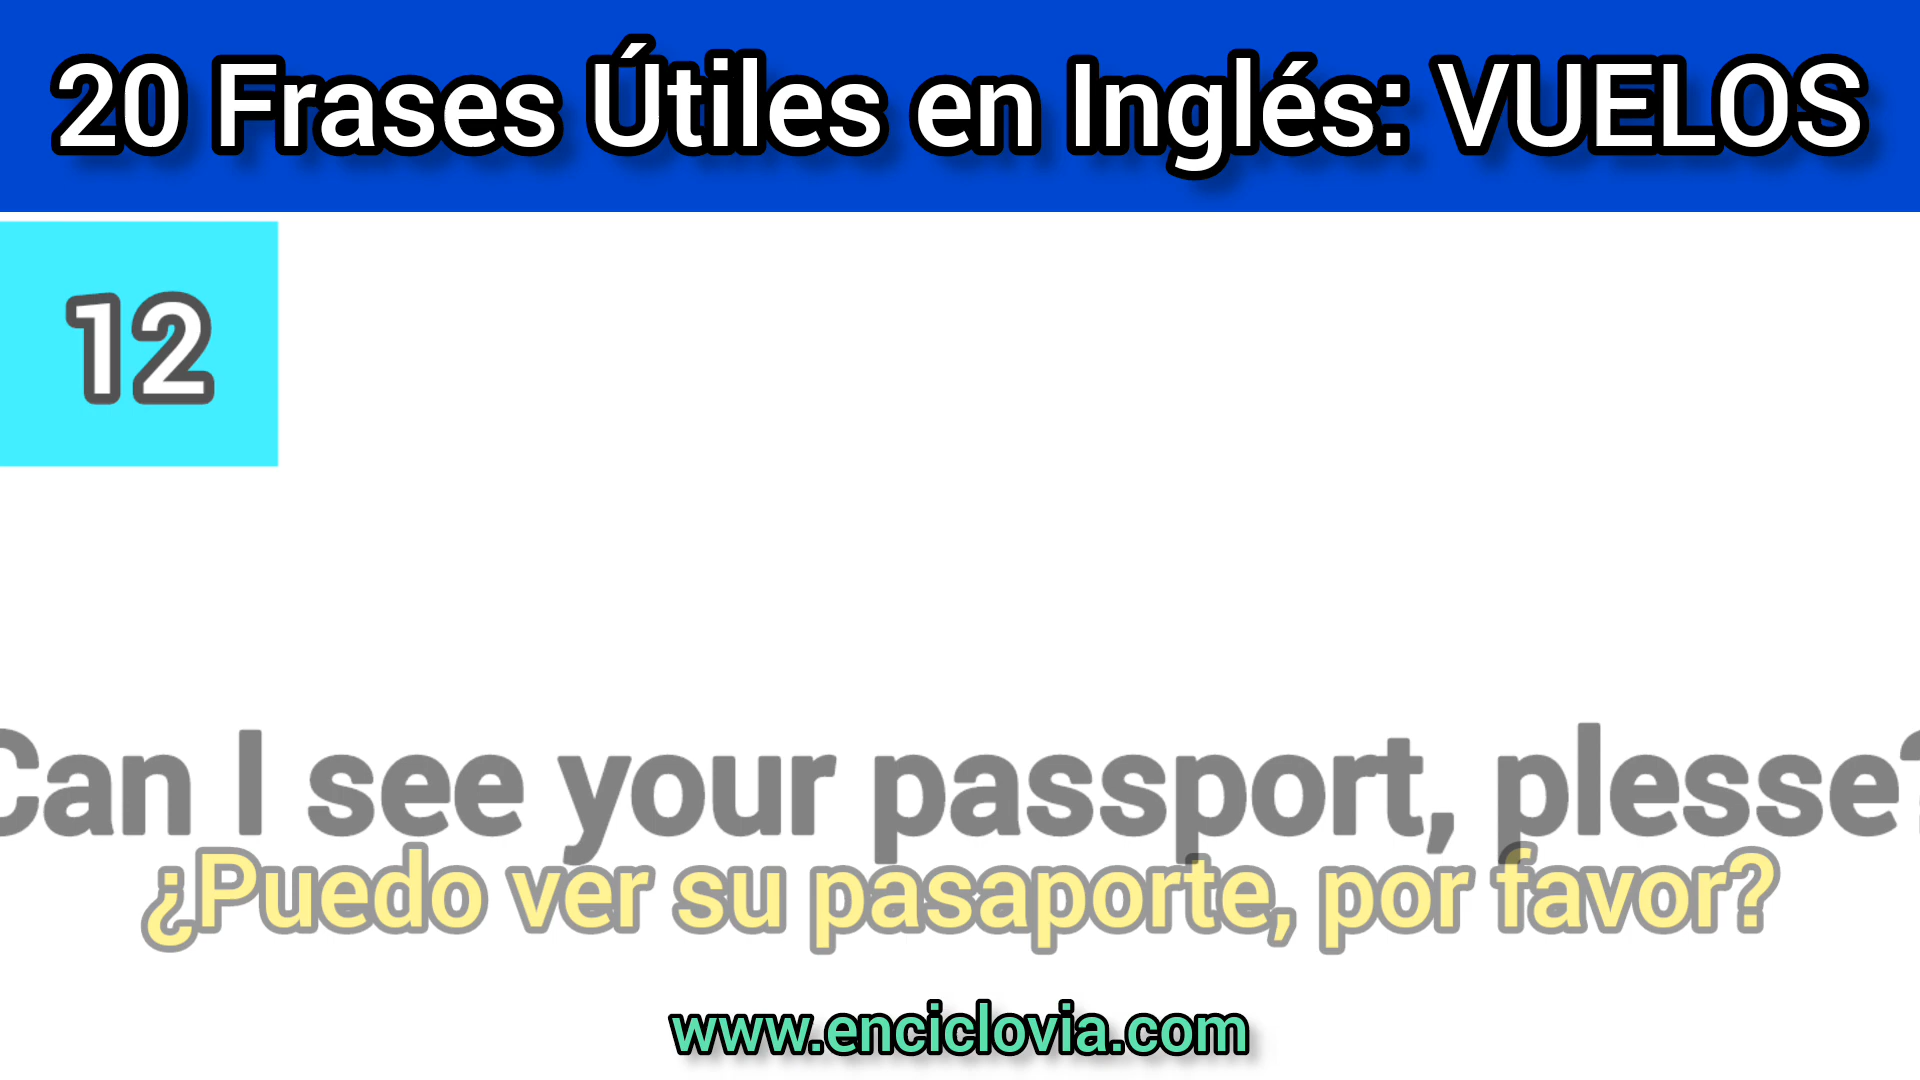 20 Frases Útiles en Inglés: VUELOS
12
Can I see your passport, plesse?
¿Puedo ver su pasaporte, por favor?
www.enciclovia.com